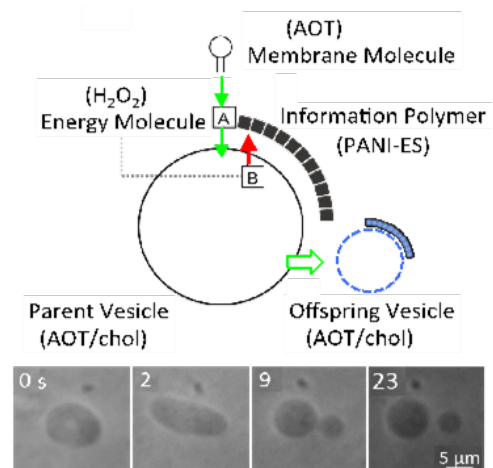 (AOT)
Membrane Molecule
(H₂O₂)
Energy Molecule
A
Information Polymer
(PANI-ES)
B
Parent Vesicle
(AOT/chol)
Offspring Vesicle
(AOT/chol)
0 s
2
9
23
5 μm